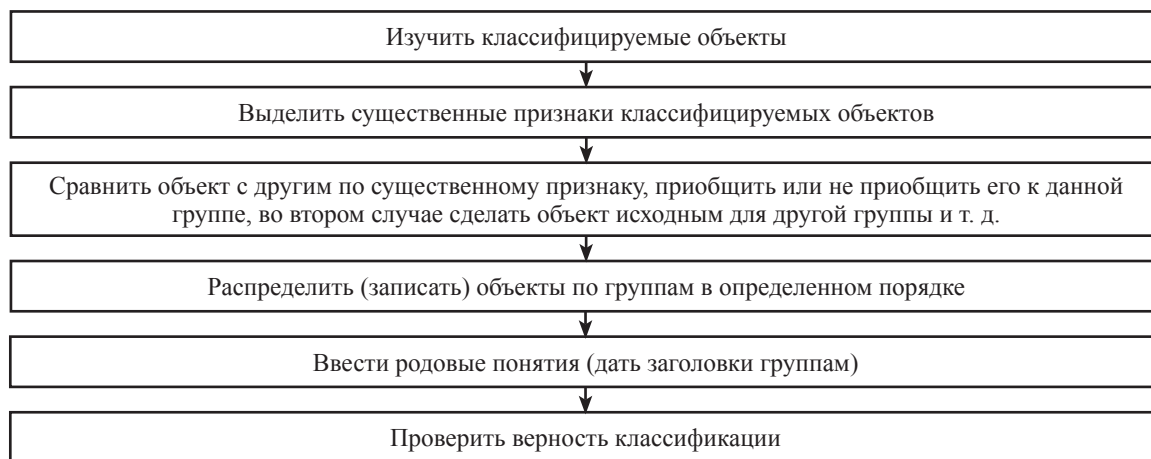 Изучить классифицируемые объекты
Выделить существенные признаки классифицируемых объектов
Сравнить объект с другим по существенному признаку, приобщить или не приобщить его к данной
группе, во втором случае сделать объект исходным для другой группы и т. д.
Распределить (записать) объекты по группам в определенном порядке
Ввести родовые понятия (дать заголовки группам)
Проверить верность классификации